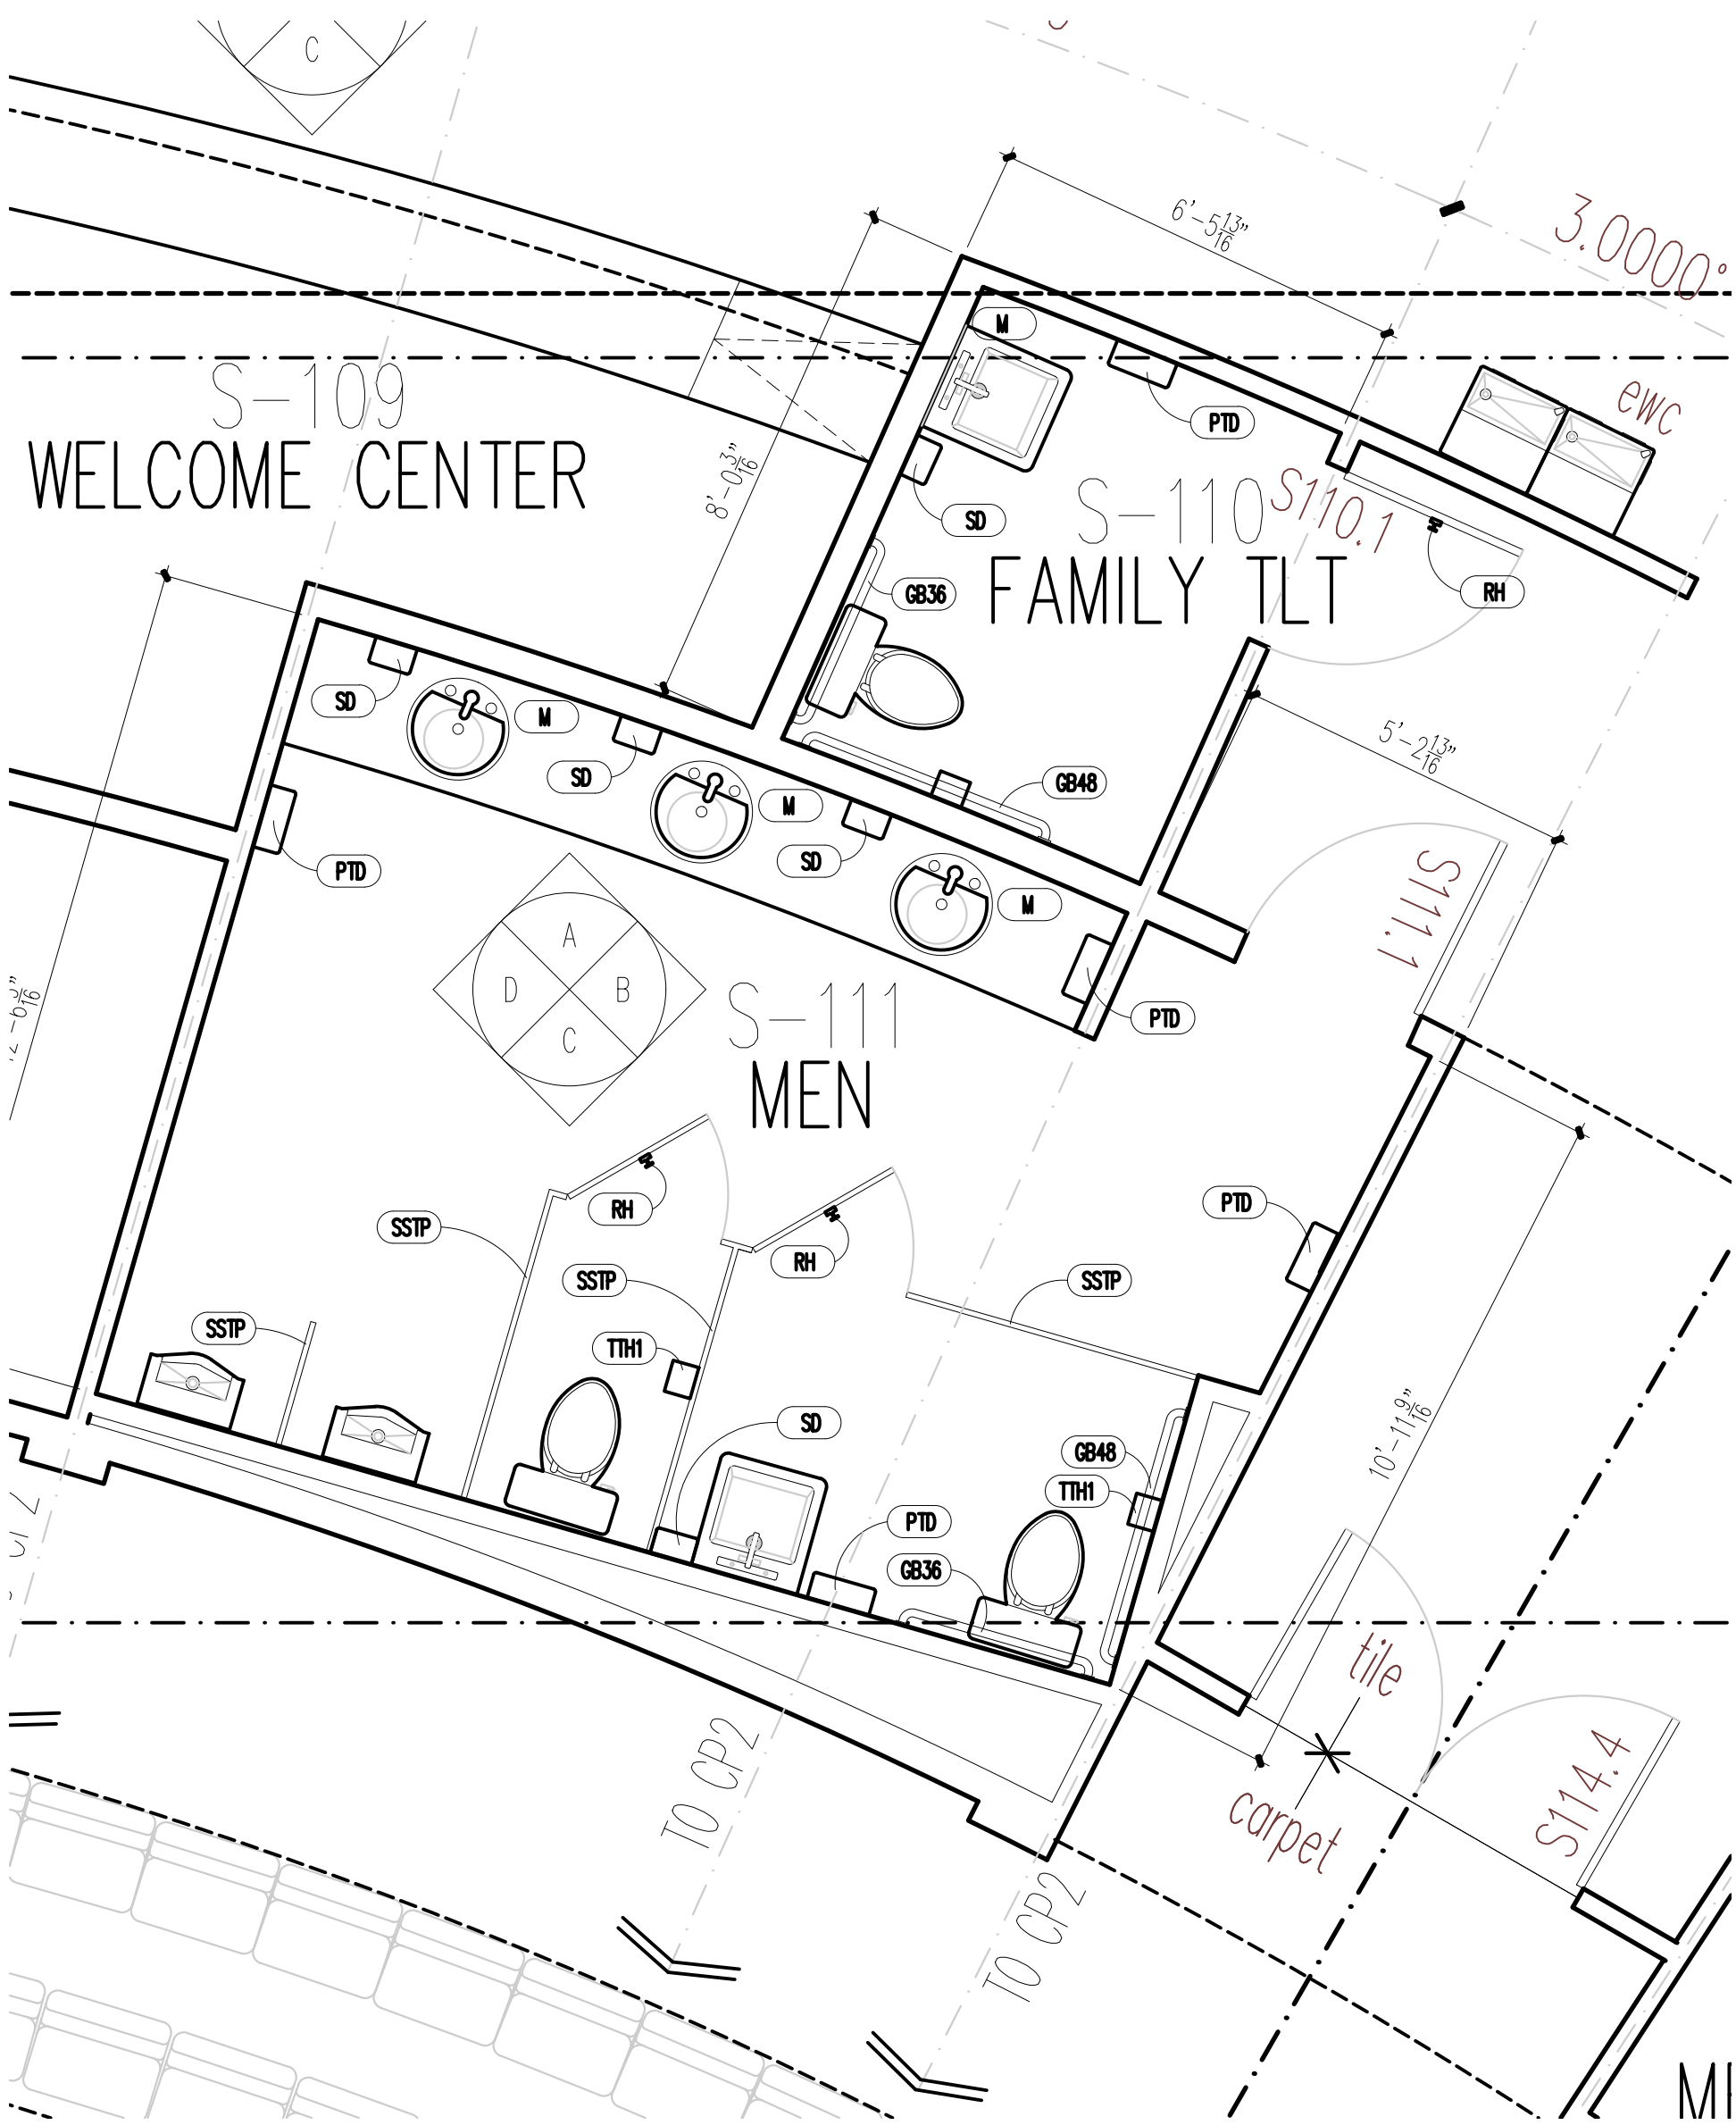 C
6'-5 13/16"
3.0000°
S-109
WELCOME CENTER
M
ewc
PTD
8'-0 3/16"
SD
S-110
S110.1
FAMILY TLT
GB36
RH
SD
M
SD
5'-2 13/16"
GB48
M
SD
PTD
S111.1
M
A
D
B
C
S-111
MEN
PTD
RH
PTD
SSTP
RH
SSTP
SSTP
SSTP
TTH1
SD
GB48
10'-11 9/16"
TTH1
PTD
GB36
tile
TO CP2
carpet
S114.4
TO CP2